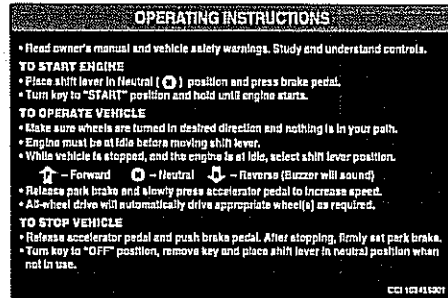 OPERATING INSTRUCTIONS
• Read owner's manual and vehicle safety warnings. Study and understand controls.
TO START ENGINE
• Place shift lever in Neutral (N) position and press brake pedal.
• Turn key to "START" position and hold until engine starts.
TO OPERATE VEHICLE
• Make sure wheels are turned in desired direction and nothing is in your path.
• Engine must be at idle before moving shift lever.
• While vehicle is stopped, and the engine is at idle, select shift lever position.
– Forward N – Neutral – Reverse (Buzzer will sound)
• Release park brake and slowly press accelerator pedal to increase speed.
• All-wheel drive will automatically drive appropriate wheel(s) as required.
TO STOP VEHICLE
• Release accelerator pedal and push brake pedal. After stopping, firmly set park brake.
• Turn key to "OFF" position, remove key and place shift lever in neutral position when
not in use.
CCI